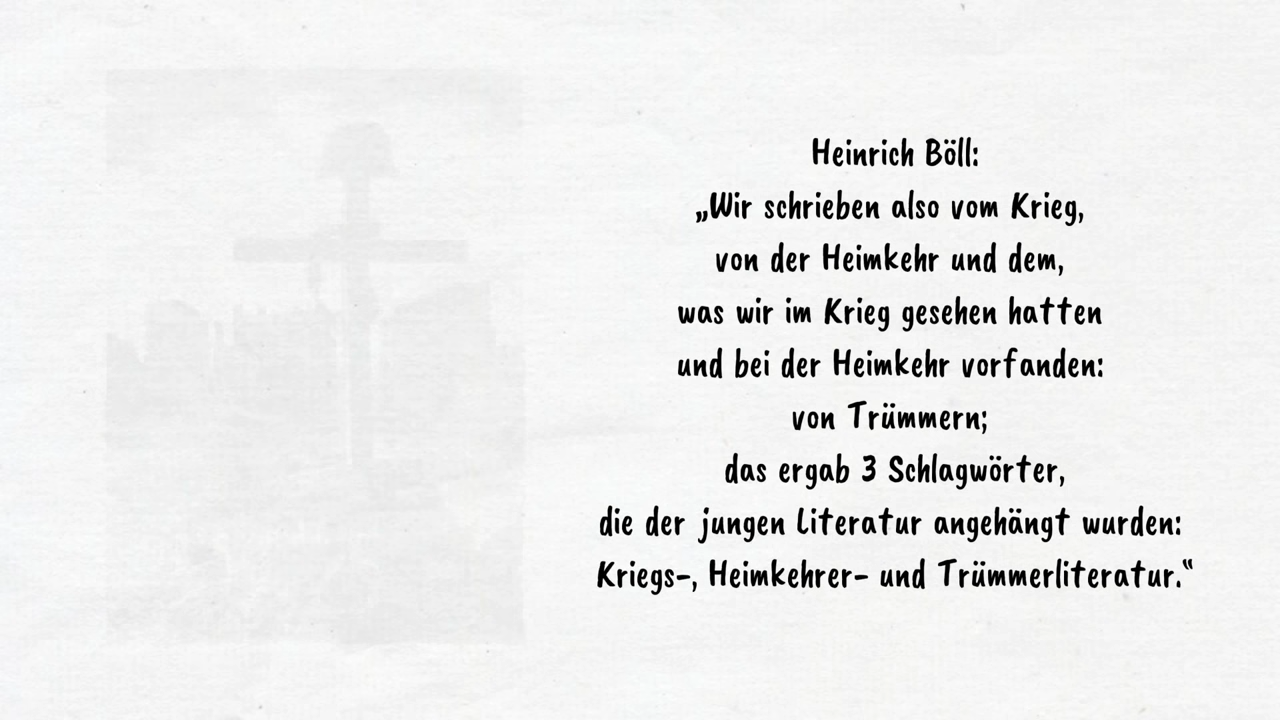 Heinrich Böll:
„Wir schrieben also vom Krieg,
von der Heimkehr und dem,
was wir im Krieg gesehen hatten
und bei der Heimkehr vorfanden:
von Trümmern;
das ergab 3 Schlagwörter,
die der jungen Literatur angehängt wurden:
Kriegs-, Heimkehrer- und Trümmerliteratur.“